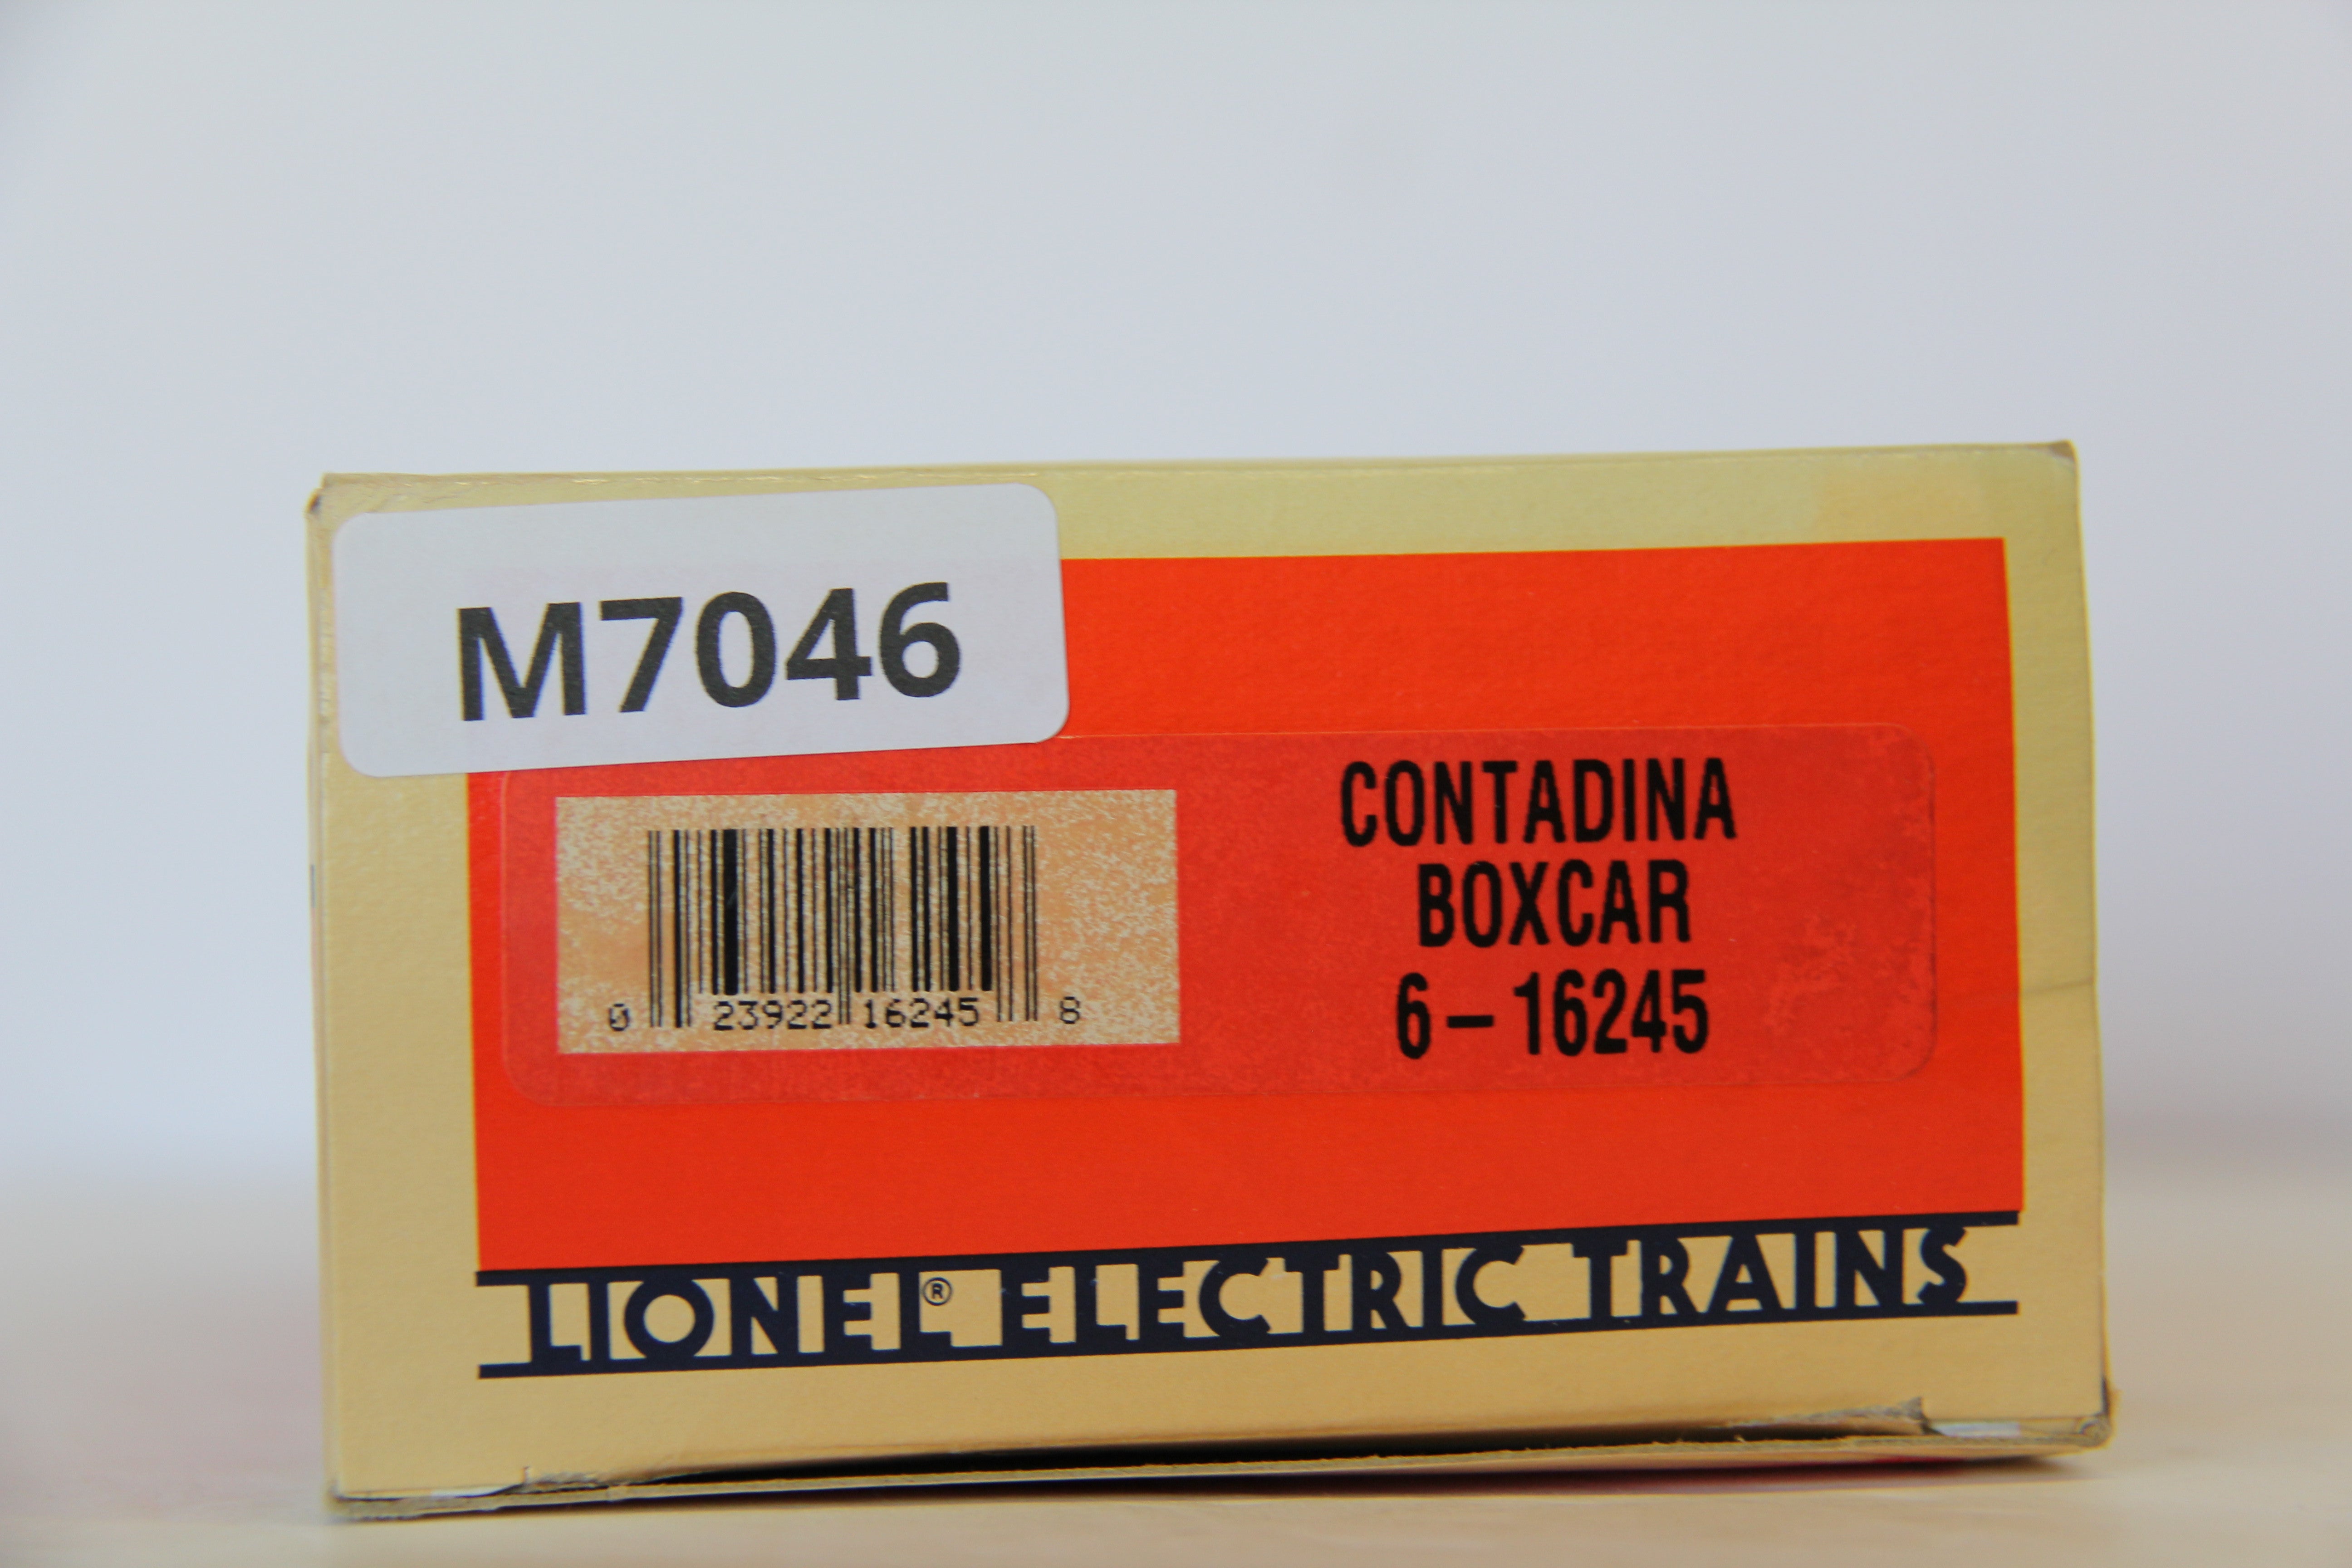 M7046
CONTADINA
BOXCAR
6-16245
0 23922 16245 8
LIONEL® ELECTRIC TRAINS